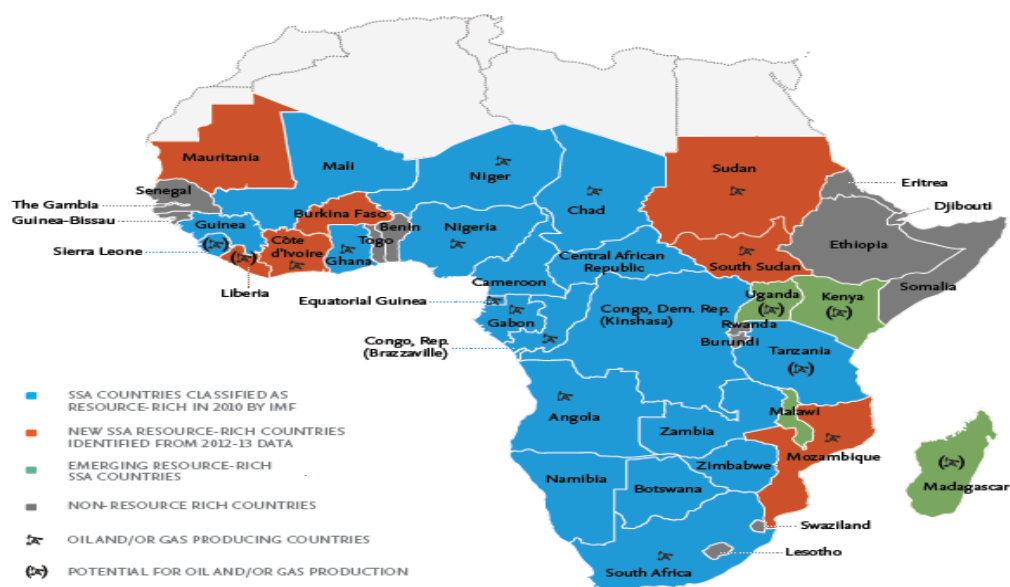 Mauritania
Mali
Niger
Sudan
Chad
Senegal
Eritrea
The Gambia
Guinea-Bissau
Burkina Faso
Benin
Djibouti
Guinea
Nigeria
Togo
Ethiopia
Côte
d'Ivoire
Sierra Leone
Ghana
Central African
Republic
South Sudan
Liberia
Cameroon
Somalia
Equatorial Guinea
Uganda
Kenya
Congo, Dem. Rep.
(Kinshasa)
Gabon
Rwanda
Congo, Rep.
(Brazzaville)
Burundi
Tanzania
SSA COUNTRIES CLASSIFIED AS
RESOURCE-RICH IN 2010 BY IMF
Angola
Malawi
NEW SSA RESOURCE-RICH COUNTRIES
IDENTIFIED FROM 2012-13 DATA
Zambia
Mozambique
EMERGING RESOURCE-RICH
SSA COUNTRIES
Zimbabwe
Namibia
Botswana
Madagascar
NON-RESOURCE RICH COUNTRIES
Swaziland
OIL AND/OR GAS PRODUCING COUNTRIES
Lesotho
South Africa
POTENTIAL FOR OIL AND/OR GAS PRODUCTION